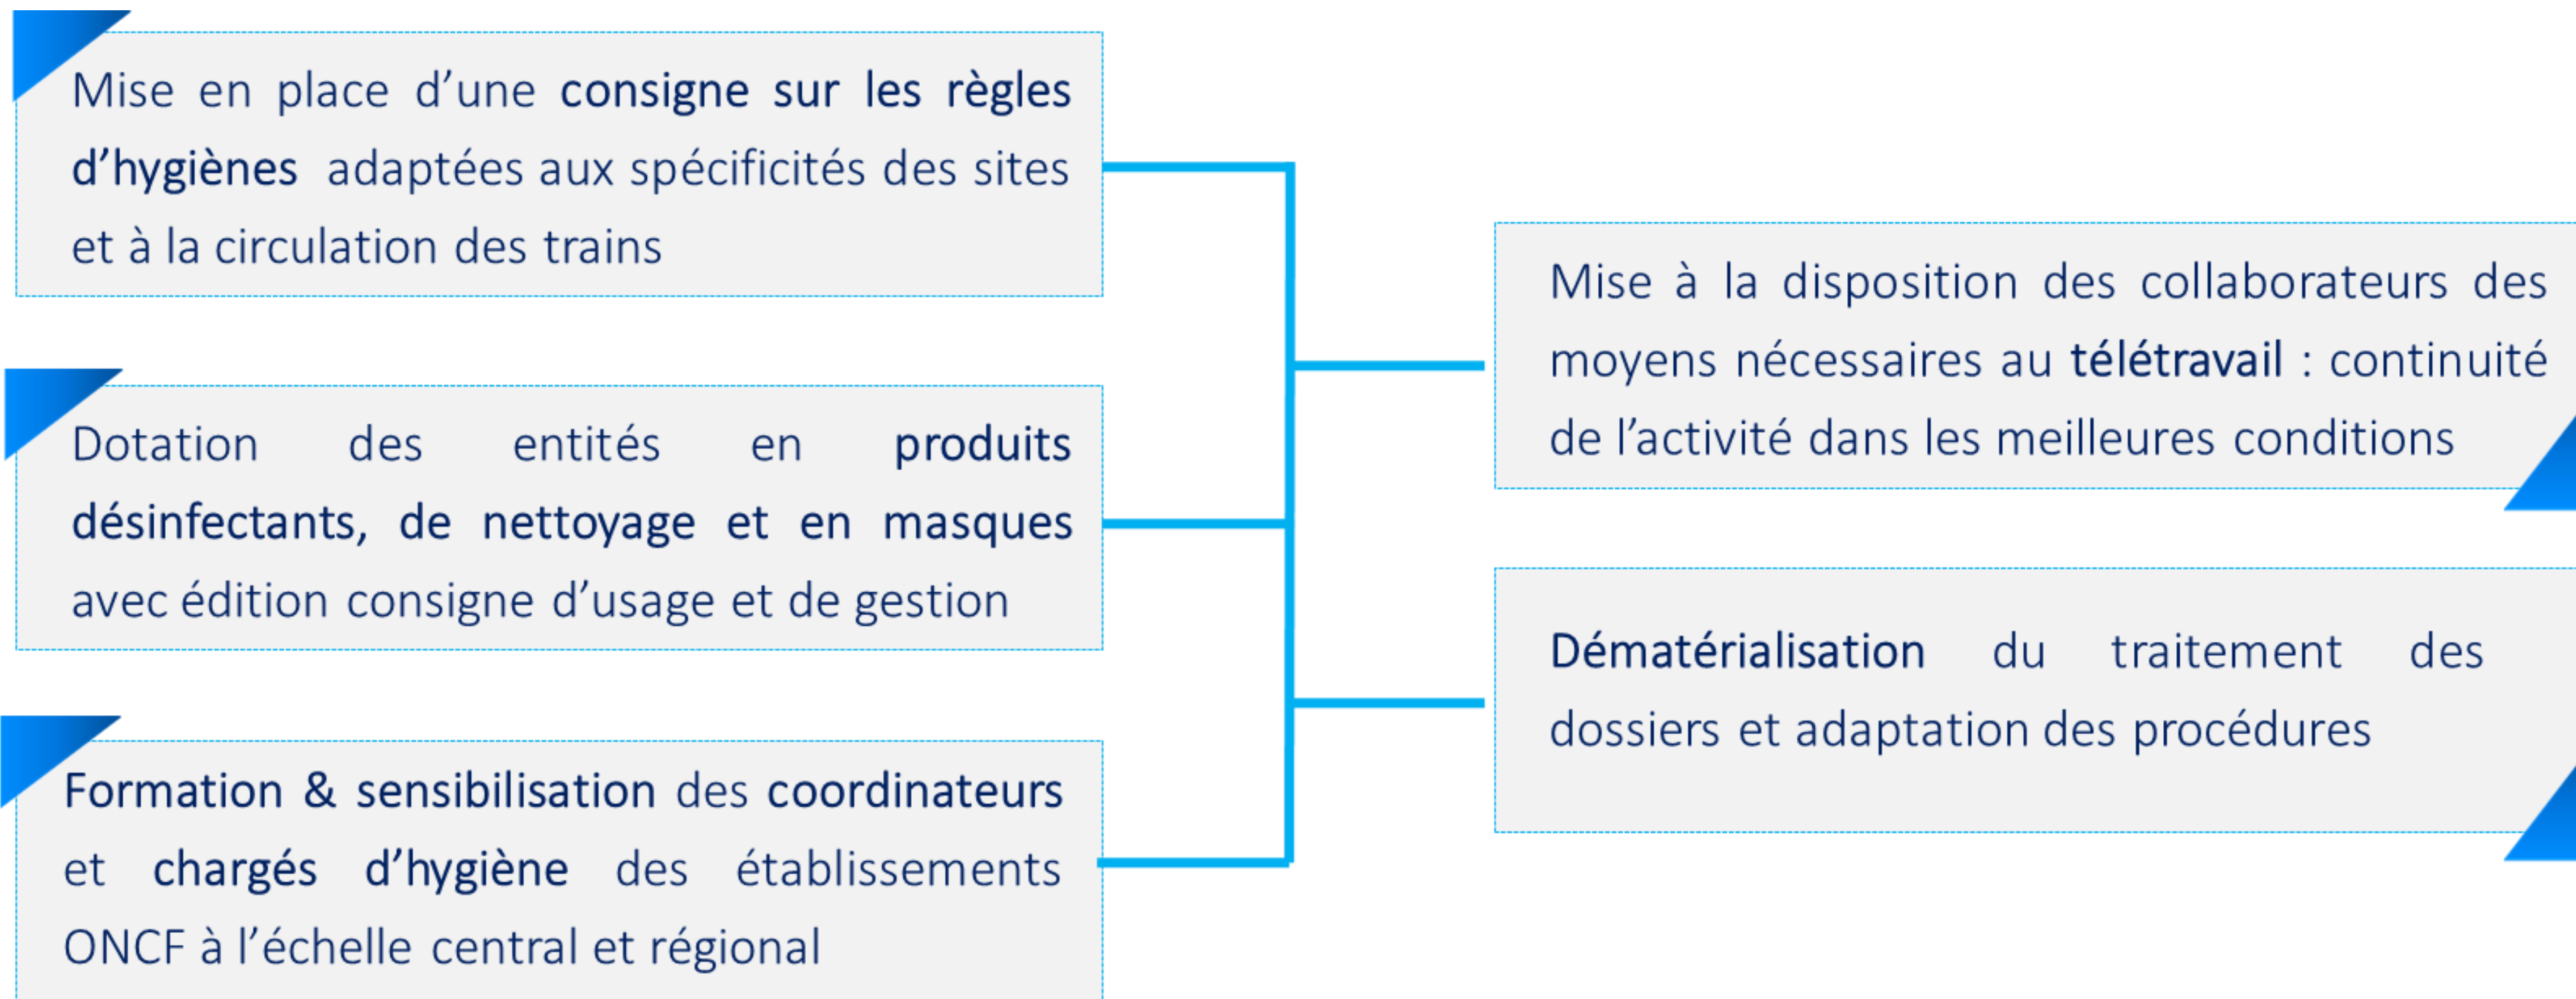 Mise en place d’une consigne sur les règles
d’hygiènes adaptées aux spécificités des sites
et à la circulation des trains
Dotation des entités en produits
désinfectants, de nettoyage et en masques
avec édition consigne d’usage et de gestion
Formation & sensibilisation des coordinateurs
et chargés d’hygiène des établissements
ONCF à l’échelle central et régional
Mise à la disposition des collaborateurs des
moyens nécessaires au télétravail : continuité
de l’activité dans les meilleures conditions
Dématérialisation du traitement des
dossiers et adaptation des procédures